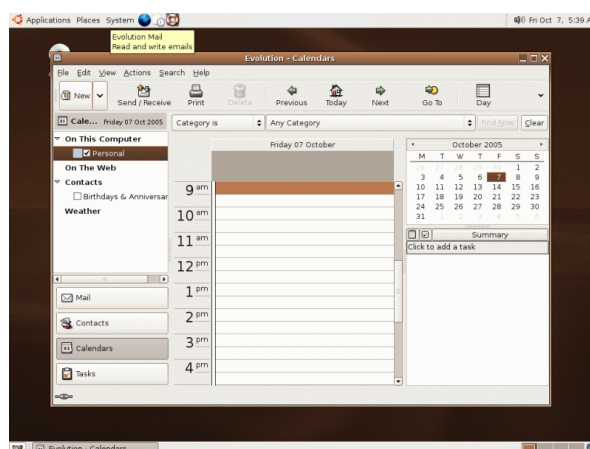 Applications Places System
Fri Oct 7, 5:39 A
Evolution Mail
Read and write emails
Evolution - Calendars
File Edit View Actions Search Help
New Send / Receive Print Delete Previous Today Next Go To Day
Cale... Friday 07 Oct 2005 Category is Any Category Find Now Clear
On This Computer
Personal
On The Web
Contacts
Birthdays & Anniversar
Weather
Mail
Contacts
Calendars
Tasks
Friday 07 October
9 am
10 am
11 am
12 pm
1 pm
2 pm
3 pm
4 pm
October 2005
M T W T F S S
26 27 28 29 30 1 2
3 4 5 6 7 8 9
10 11 12 13 14 15 16
17 18 19 20 21 22 23
24 25 26 27 28 29 30
31 1 2 3 4 5 6
Summary
Click to add a task
Evolution - Calendars